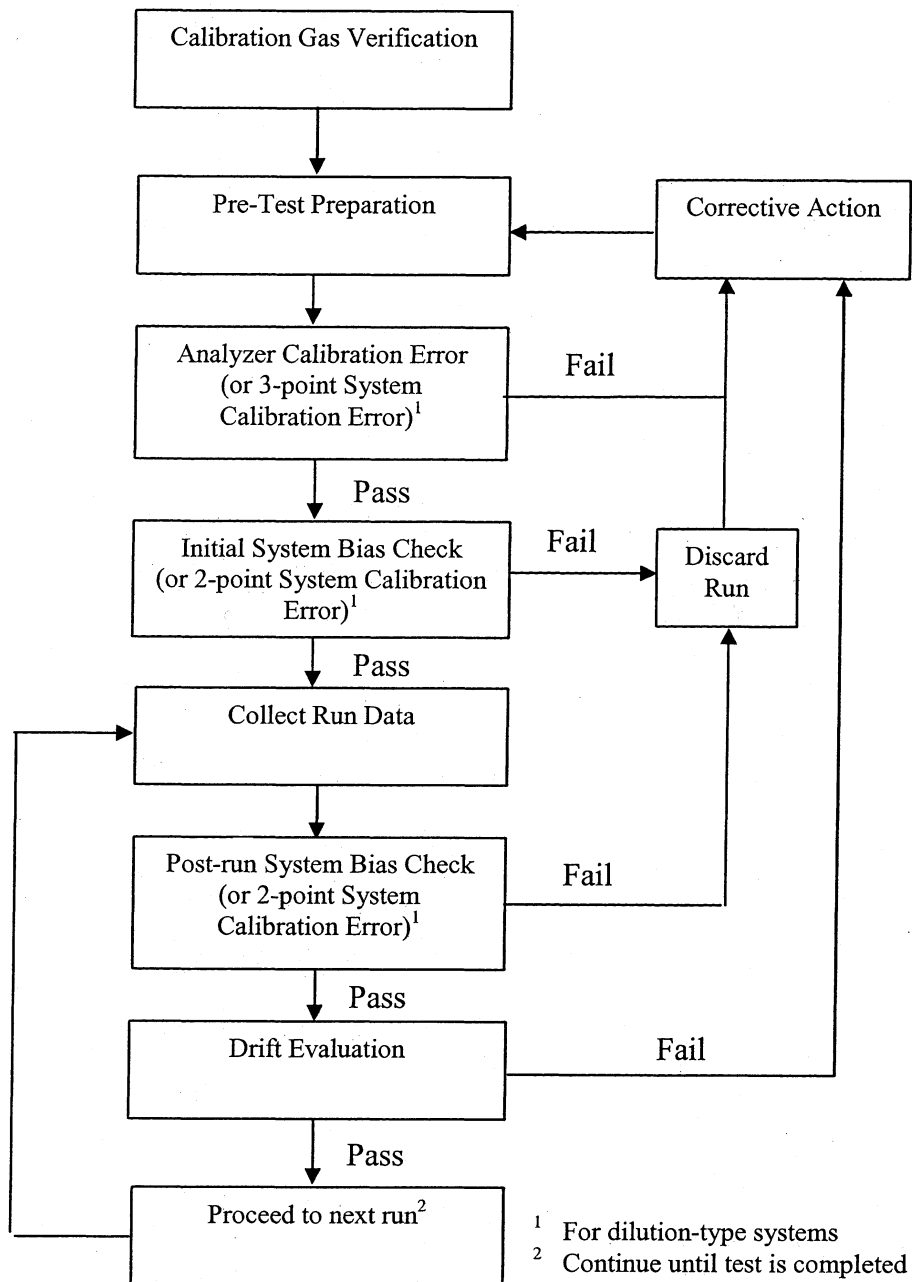 Calibration Gas Verification
Pre-Test Preparation
Corrective Action
Analyzer Calibration Error
(or 3-point System
Calibration Error)¹
Fail
Pass
Initial System Bias Check
(or 2-point System Calibration
Error)¹
Fail
Discard
Run
Pass
Collect Run Data
Post-run System Bias Check
(or 2-point System
Calibration Error)¹
Fail
Pass
Drift Evaluation
Fail
Pass
Proceed to next run²
¹ For dilution-type systems
² Continue until test is completed